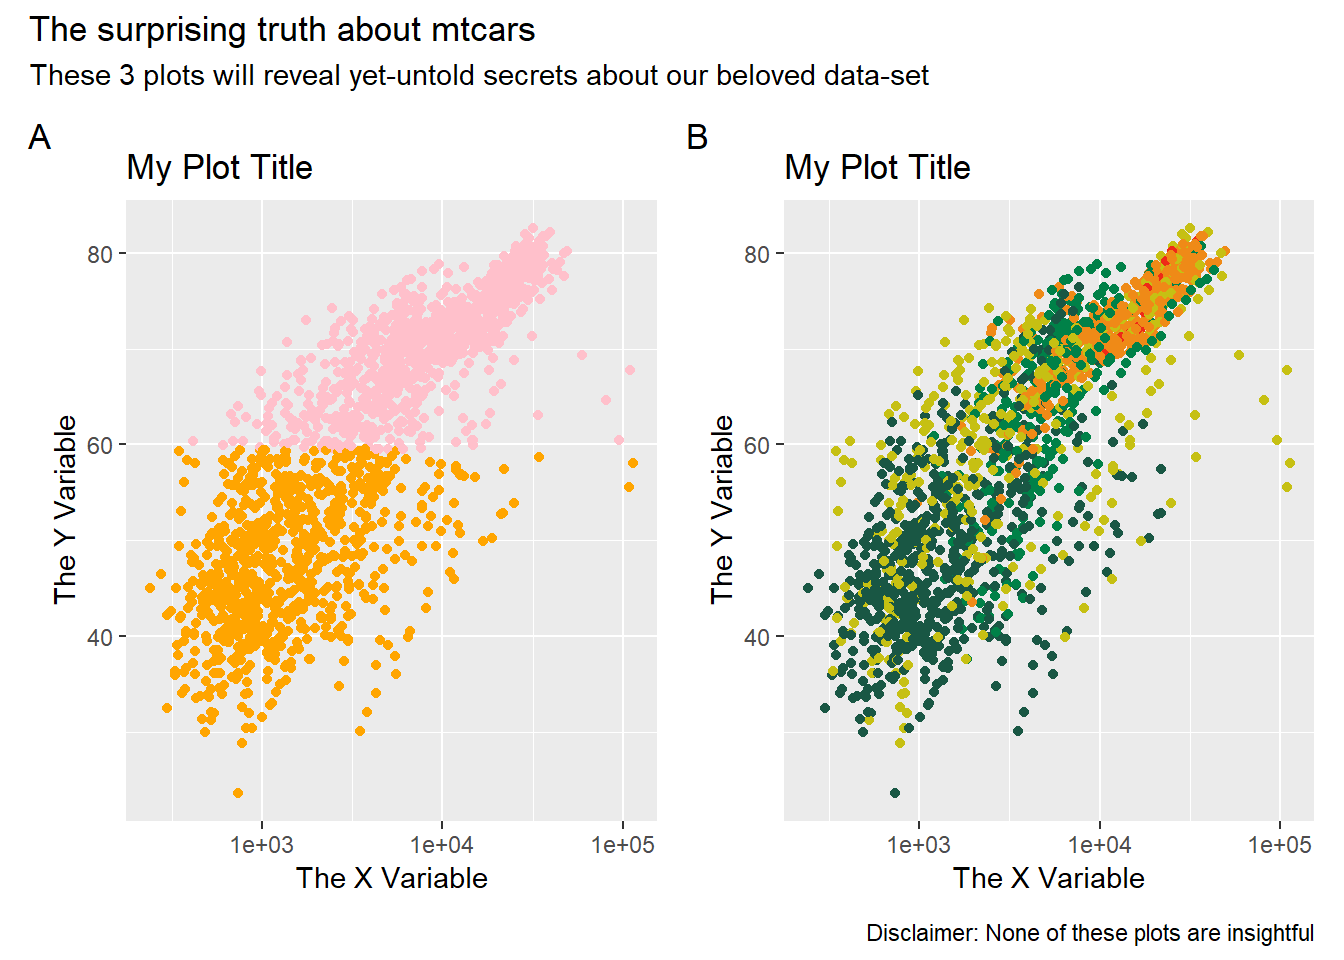 The surprising truth about mtcars
These 3 plots will reveal yet-untold secrets about our beloved data-set
A
My Plot Title
The Y Variable
80
60
40
1e+03 1e+04 1e+05
The X Variable
B
My Plot Title
The Y Variable
80
60
40
1e+03 1e+04 1e+05
The X Variable
Disclaimer: None of these plots are insightful